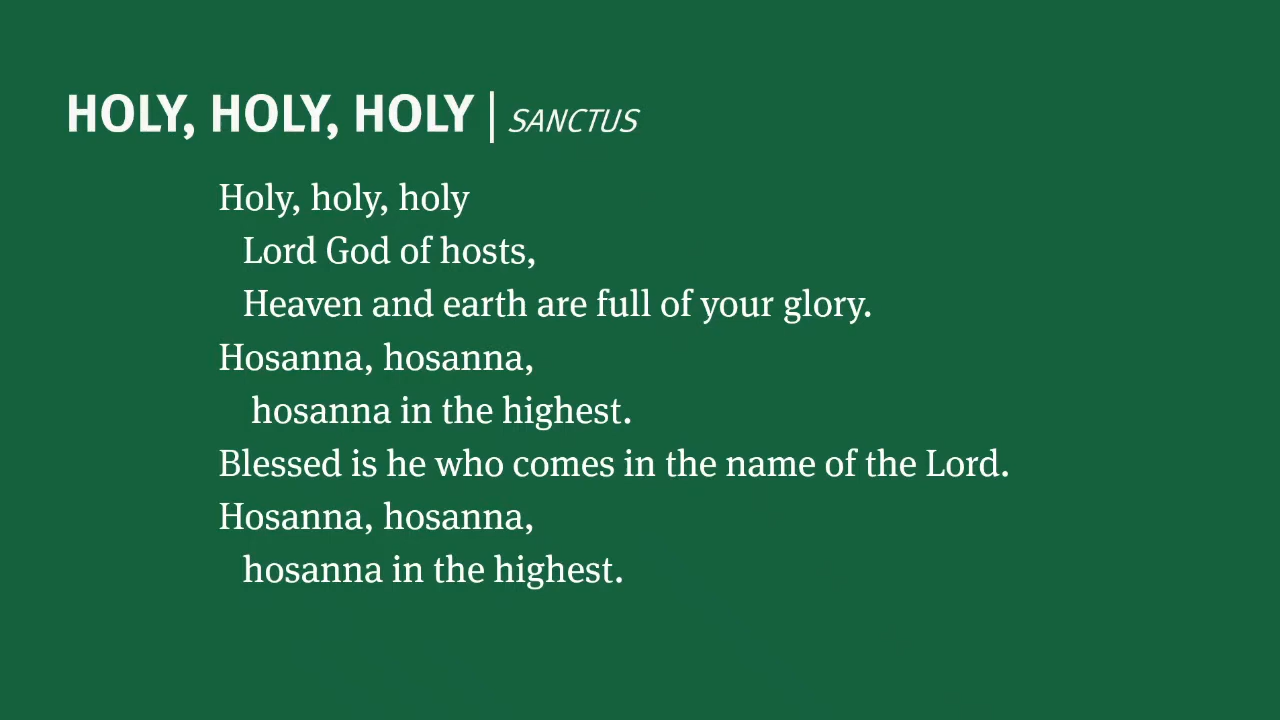 HOLY, HOLY, HOLY | SANCTUS
Holy, holy, holy
Lord God of hosts,
Heaven and earth are full of your glory.
Hosanna, hosanna,
hosanna in the highest.
Blessed is he who comes in the name of the Lord.
Hosanna, hosanna,
hosanna in the highest.